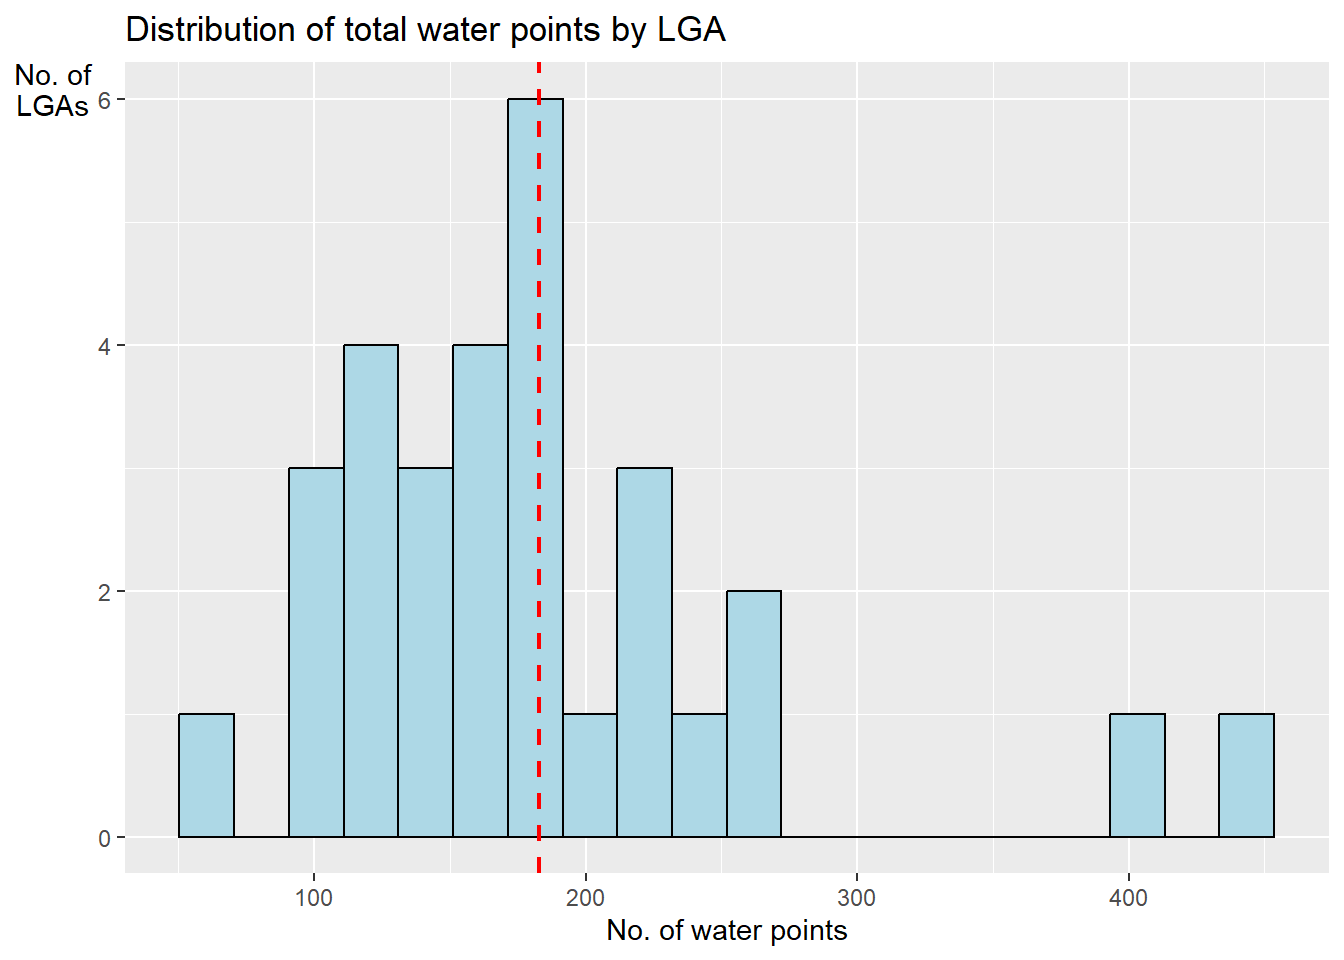 Distribution of total water points by LGA
No. of
LGAs
6
4
2
0
100 200 300 400
No. of water points